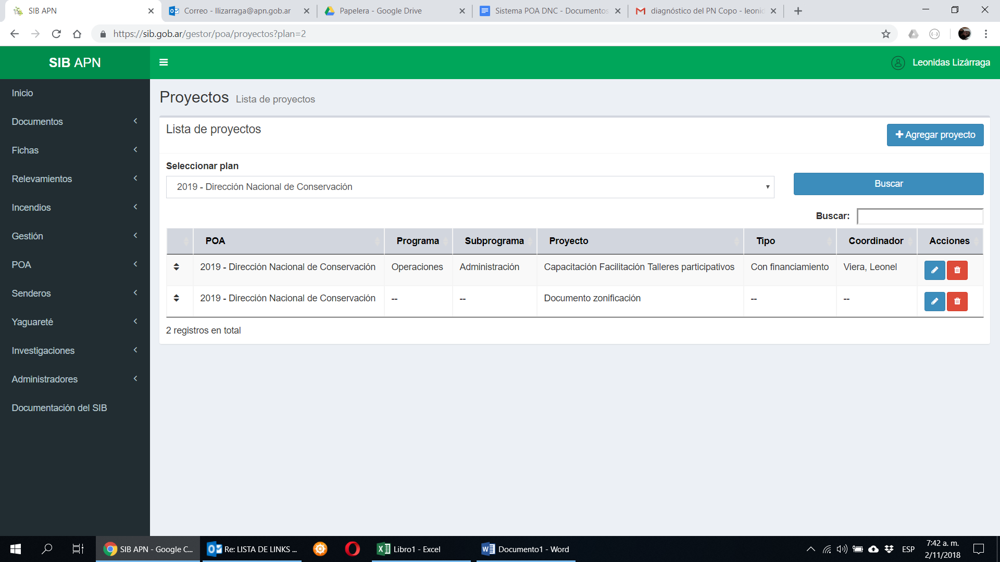 SIB APN
Correo - llizarraga@apn.gob.ar
Papelera - Google Drive
Sistema POA DNC - Documentos
diagnóstico del PN Copo - leonid
https://sib.gob.ar/gestor/poa/proyectos?plan=2
SIB APN
Leonidas Lizárraga
Inicio
Documentos
Fichas
Relevamientos
Incendios
Gestión
POA
Senderos
Yaguareté
Investigaciones
Administradores
Documentación del SIB
Proyectos Lista de proyectos
Lista de proyectos
Agregar proyecto
Seleccionar plan
2019 - Dirección Nacional de Conservación
Buscar
Buscar:
POA Programa Subprograma Proyecto Tipo Coordinador Acciones
2019 - Dirección Nacional de Conservación Operaciones Administración Capacitación Facilitación Talleres participativos Con financiamiento Viera, Leonel
2019 - Dirección Nacional de Conservación -- -- Documento zonificación -- --
2 registros en total
SIB APN - Google C...
Re: LISTA DE LINKS ...
Libro1 - Excel
Documento1 - Word
ESP
7:42 a. m.
2/11/2018